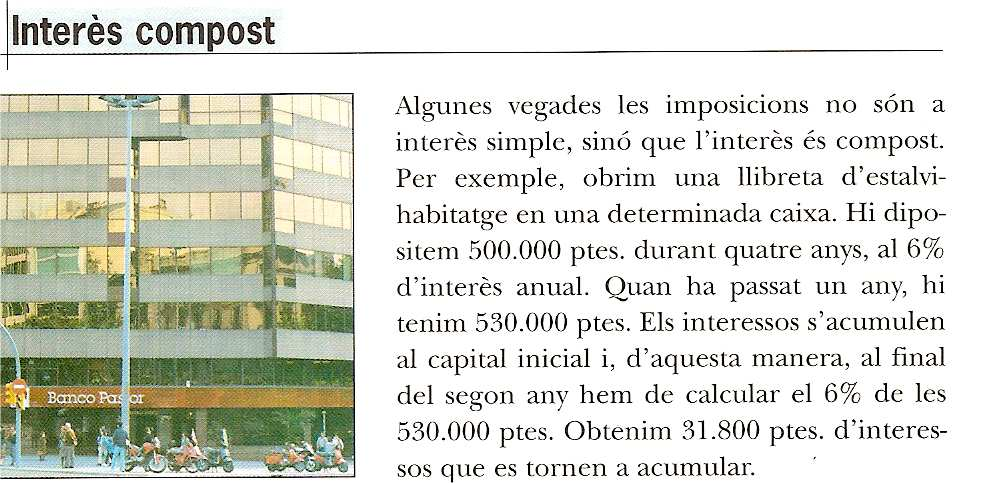 Interès compost
Banco Pastor
Algunes vegades les imposicions no són a
interès simple, sinó que l'interès és compost.
Per exemple, obrim una llibreta d'estalvi-
habitatge en una determinada caixa. Hi dipo-
sitem 500.000 ptes. durant quatre anys, al 6%
d'interès anual. Quan ha passat un any, hi
tenim 530.000 ptes. Els interessos s'acumulen
al capital inicial i, d'aquesta manera, al final
del segon any hem de calcular el 6% de les
530.000 ptes. Obtenim 31.800 ptes. d'interes-
sos que es tornen a acumular.